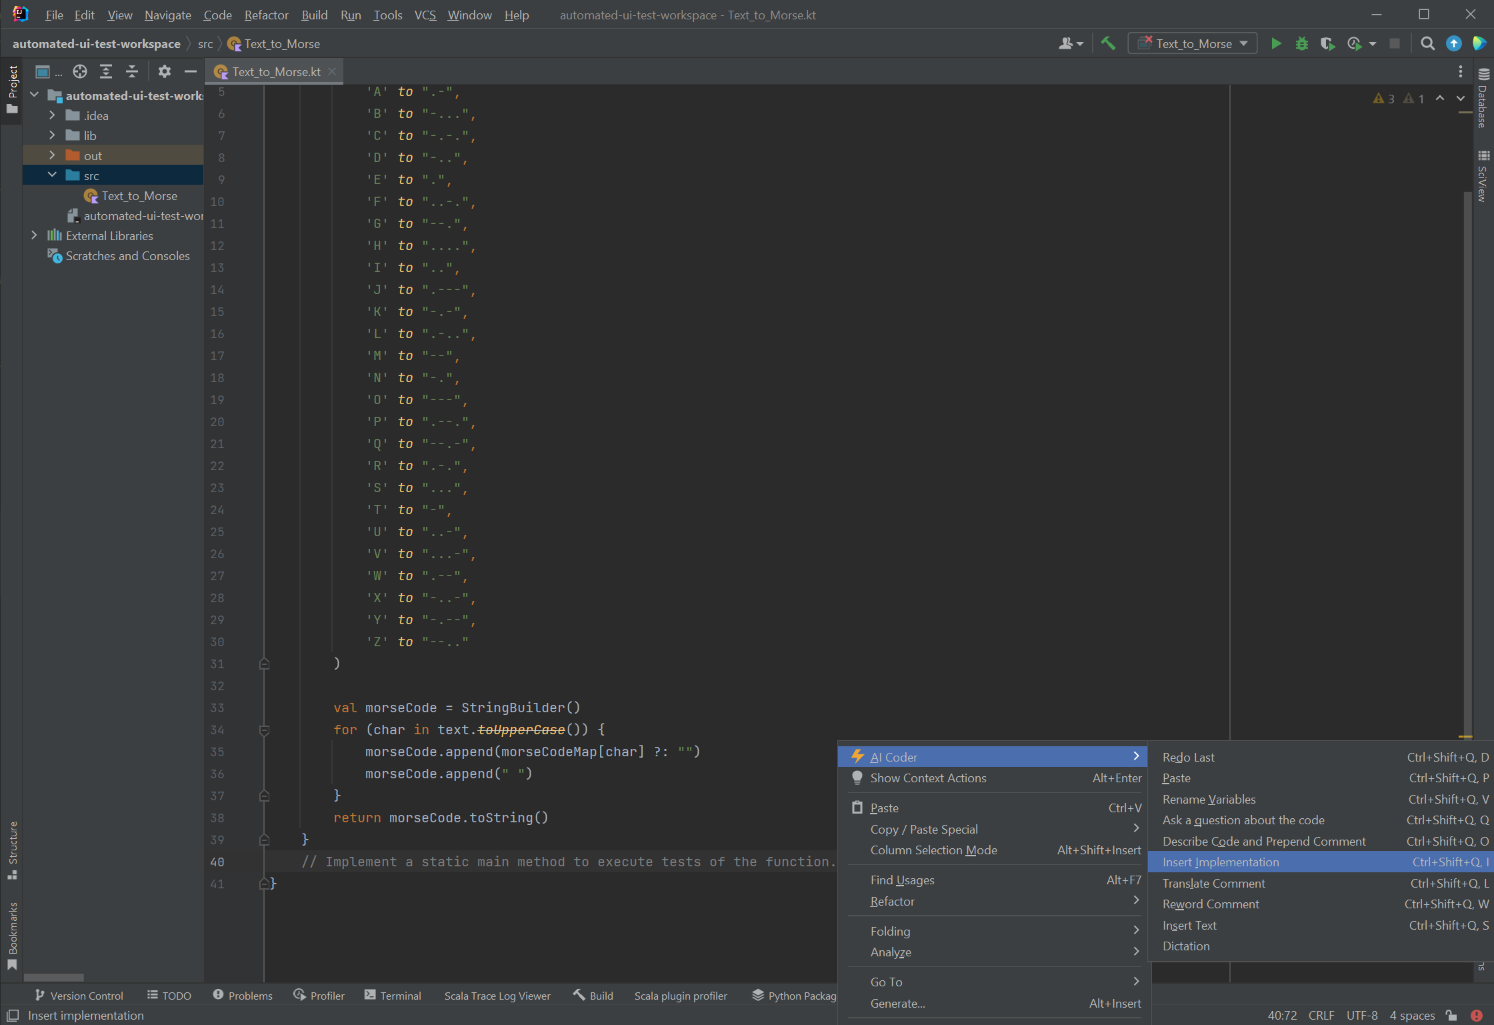 File Edit View Navigate Code Refactor Build Run Tools VCS Window Help automated-ui-test-workspace - Text_to_Morse.kt
automated-ui-test-workspace src Text_to_Morse Text_to_Morse
Project ... Text_to_Morse.kt
automated-ui-test-work
.idea
lib
out
src
Text_to_Morse
automated-ui-test-wor
External Libraries
Scratches and Consoles
Structure
Bookmarks
5 'A' to ".-",
6 'B' to "-...",
7 'C' to "-.-.",
8 'D' to "-..",
9 'E' to ".",
10 'F' to "..-.",
11 'G' to "--.",
12 'H' to "....",
13 'I' to "..",
14 'J' to ".---",
15 'K' to "-.-",
16 'L' to ".-..",
17 'M' to "--",
18 'N' to "-.",
19 'O' to "---",
20 'P' to ".--.",
21 'Q' to "--.-",
22 'R' to ".-.",
23 'S' to "...",
24 'T' to "-",
25 'U' to "..-",
26 'V' to "...-",
27 'W' to ".--",
28 'X' to "-..-",
29 'Y' to "-.--",
30 'Z' to "--.."
31 )
32
33 val morseCode = StringBuilder()
34 for (char in text.toUpperCase()) {
35 morseCode.append(morseCodeMap[char] ?: "")
36 morseCode.append(" ")
37 }
38 return morseCode.toString()
39 }
40 // Implement a static main method to execute tests of the function.
41 }
3 1
Database
SciView
AI Coder
Show Context Actions Alt+Enter
Paste Ctrl+V
Copy / Paste Special
Column Selection Mode Alt+Shift+Insert
Find Usages Alt+F7
Refactor
Folding
Analyze
Go To
Generate... Alt+Insert
Redo Last Ctrl+Shift+Q, D
Paste Ctrl+Shift+Q, P
Rename Variables Ctrl+Shift+Q, V
Ask a question about the code Ctrl+Shift+Q, Q
Describe Code and Prepend Comment Ctrl+Shift+Q, O
Insert Implementation Ctrl+Shift+Q, I
Translate Comment Ctrl+Shift+Q, L
Reword Comment Ctrl+Shift+Q, W
Insert Text Ctrl+Shift+Q, S
Dictation
Version Control TODO Problems Profiler Terminal Scala Trace Log Viewer Build Scala plugin profiler Python Packag
Insert implementation 40:72 CRLF UTF-8 4 spaces